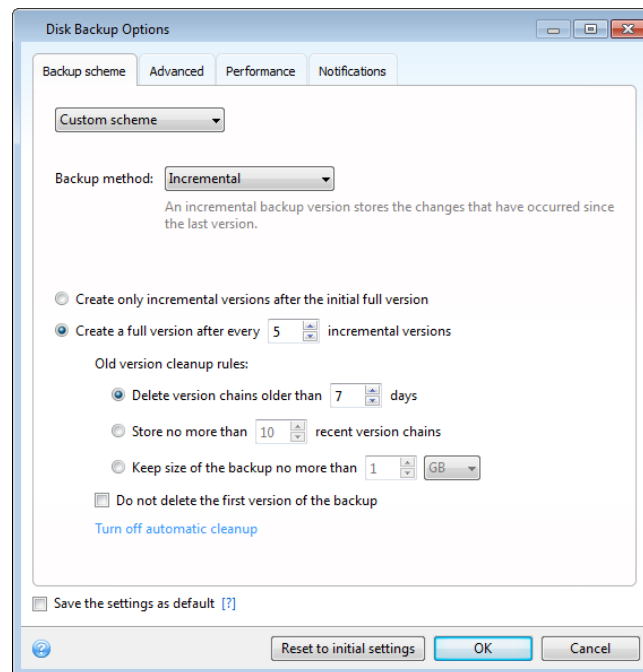 Disk Backup Options
Backup scheme Advanced Performance Notifications
Custom scheme
Backup method: Incremental
An incremental backup version stores the changes that have occurred since
the last version.
Create only incremental versions after the initial full version
Create a full version after every 5 incremental versions
Old version cleanup rules:
Delete version chains older than 7 days
Store no more than 10 recent version chains
Keep size of the backup no more than 1 GB
Do not delete the first version of the backup
Turn off automatic cleanup
Save the settings as default [?]
? Reset to initial settings OK Cancel